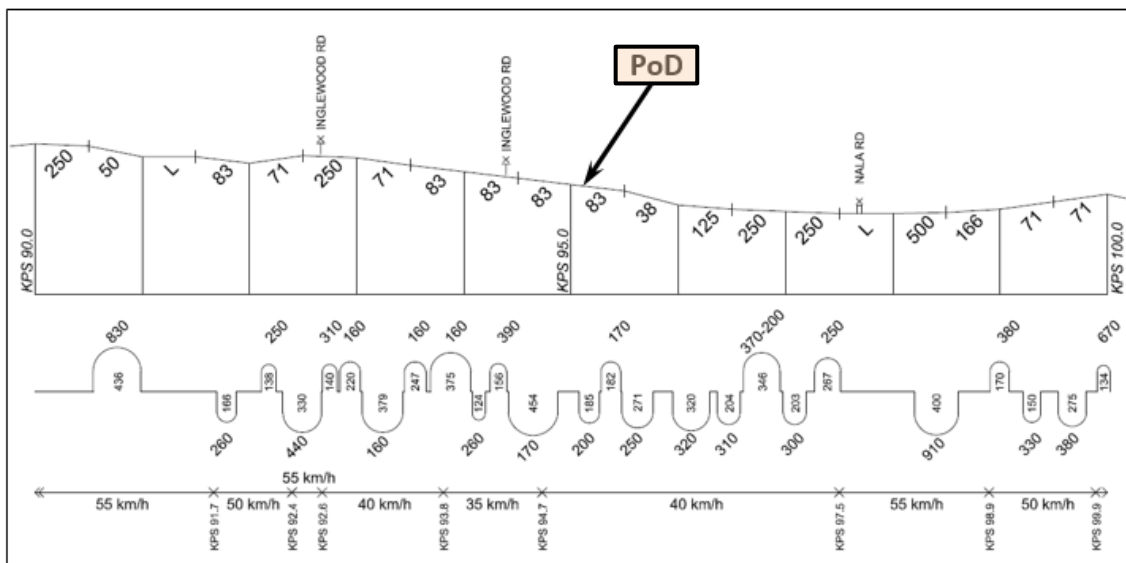 INGLEWOOD RD
INGLEWOOD RD
PoD
NALA RD
250 50 L 83 71 250 71 83 83 83 83 38 125 250 250 L 500 166 71 71
KPS 90.0 KPS 95.0 KPS 100.0
830 250 310 160 160 160 390 170 370-200 250 380 670
436 166 138 330 140 220 379 247 375 124 156 454 185 182 271 320 204 346 203 267 400 170 150 275 134
260 440 160 260 170 200 250 320 310 300 910 330 380
55 km/h
55 km/h 50 km/h 40 km/h 35 km/h 40 km/h 55 km/h 50 km/h
KPS 91.7 KPS 92.4 KPS 92.6 KPS 93.8 KPS 94.7 KPS 97.5 KPS 98.9 KPS 99.9